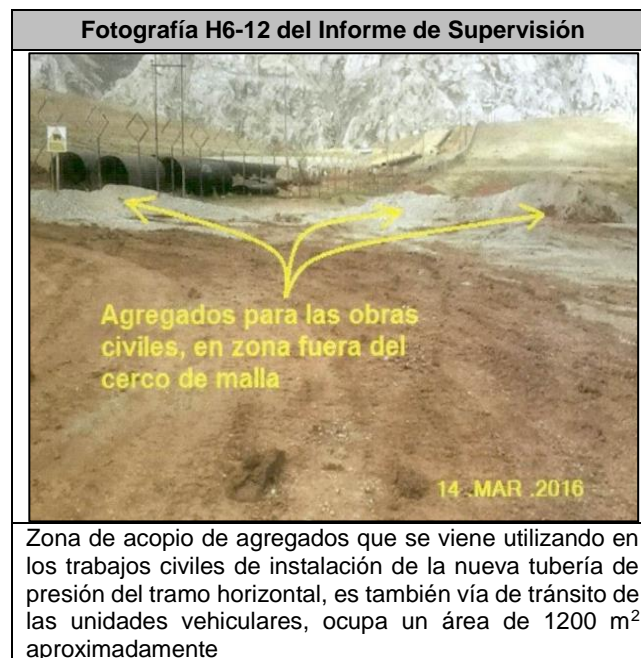 Fotografía H6-12 del Informe de Supervisión
Agregados para las obras
civiles, en zona fuera del
cerco de malla
14 .MAR .2016
Zona de acopio de agregados que se viene utilizando en
los trabajos civiles de instalación de la nueva tubería de
presión del tramo horizontal, es también vía de tránsito de
las unidades vehiculares, ocupa un área de 1200 m²
aproximadamente